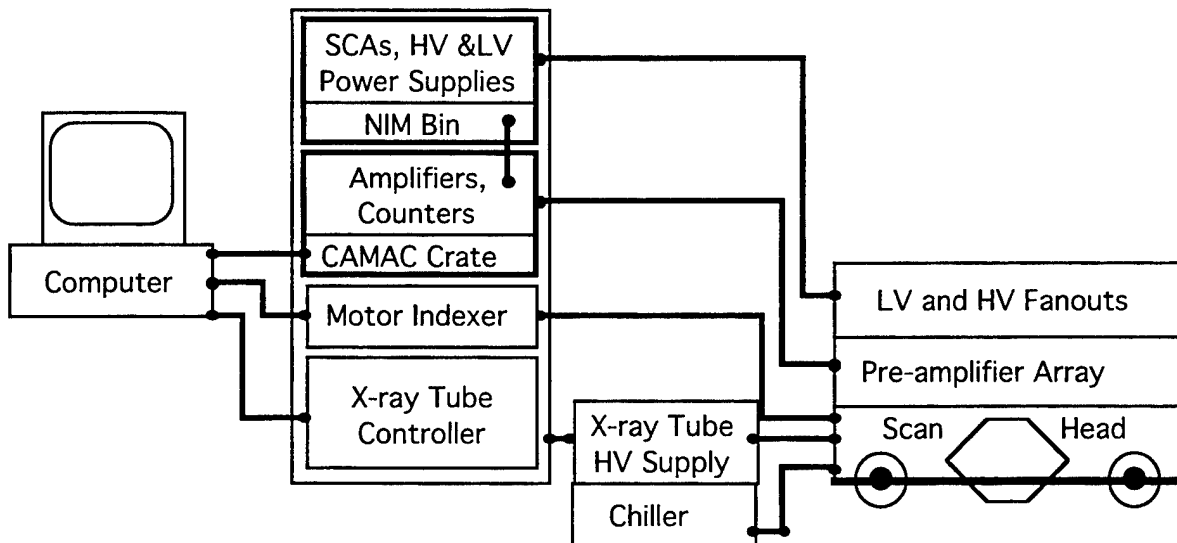 SCAs, HV &LV
Power Supplies
NIM Bin
Amplifiers,
Counters
CAMAC Crate
Computer
Motor Indexer
X-ray Tube
Controller
X-ray Tube
HV Supply
Chiller
LV and HV Fanouts
Pre-amplifier Array
Scan Head